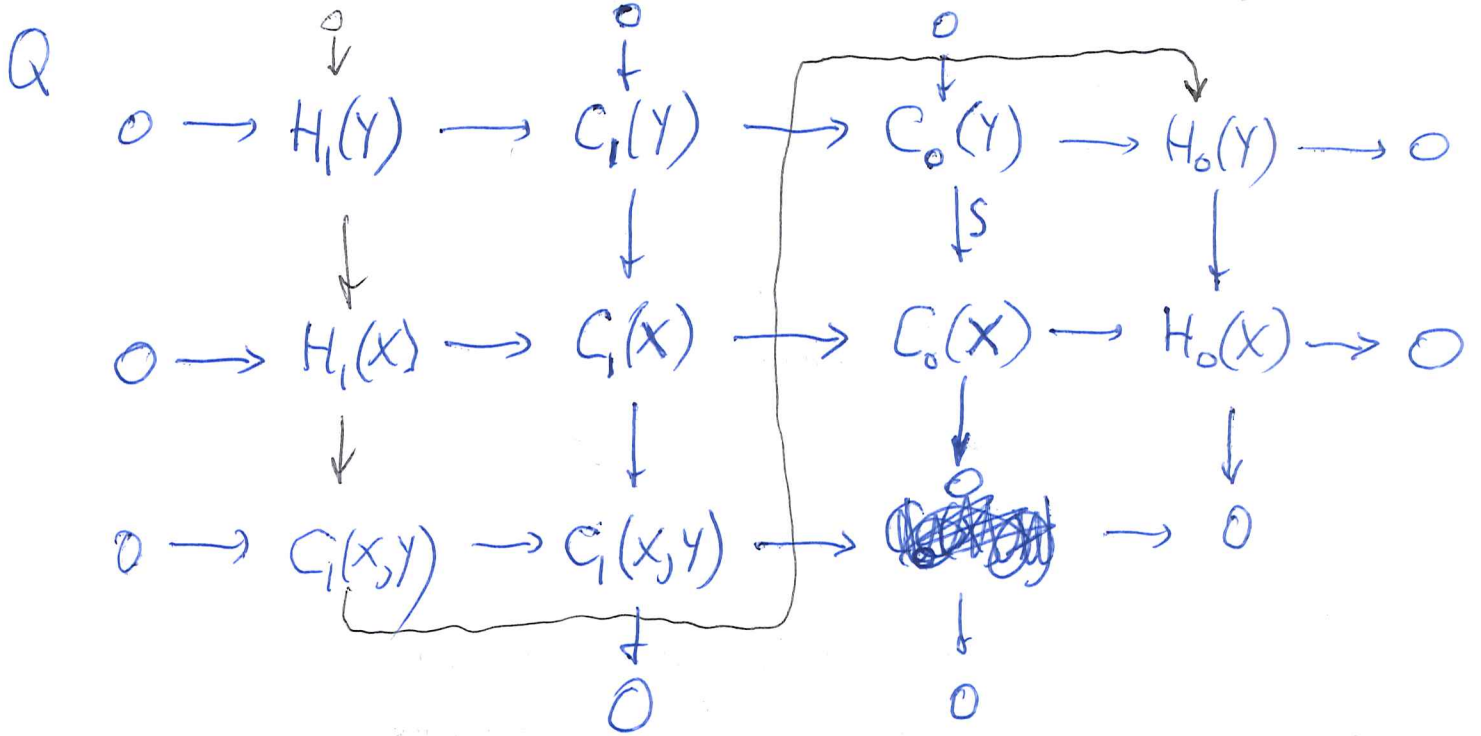 Q
0 0 0
0 → H₁(Y) → C₁(Y) → C₀(Y) → H₀(Y) → 0
S
0 → H₁(X) → C₁(X) → C₀(X) → H₀(X) → 0
0
0 → C₁(X,Y) → C₁(X,Y) → → 0
0 0